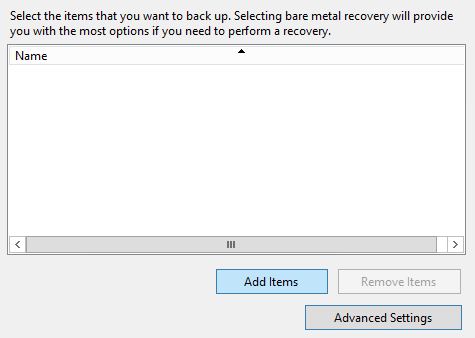 Select the items that you want to back up. Selecting bare metal recovery will provide
you with the most options if you need to perform a recovery.
Name
Add Items
Remove Items
Advanced Settings